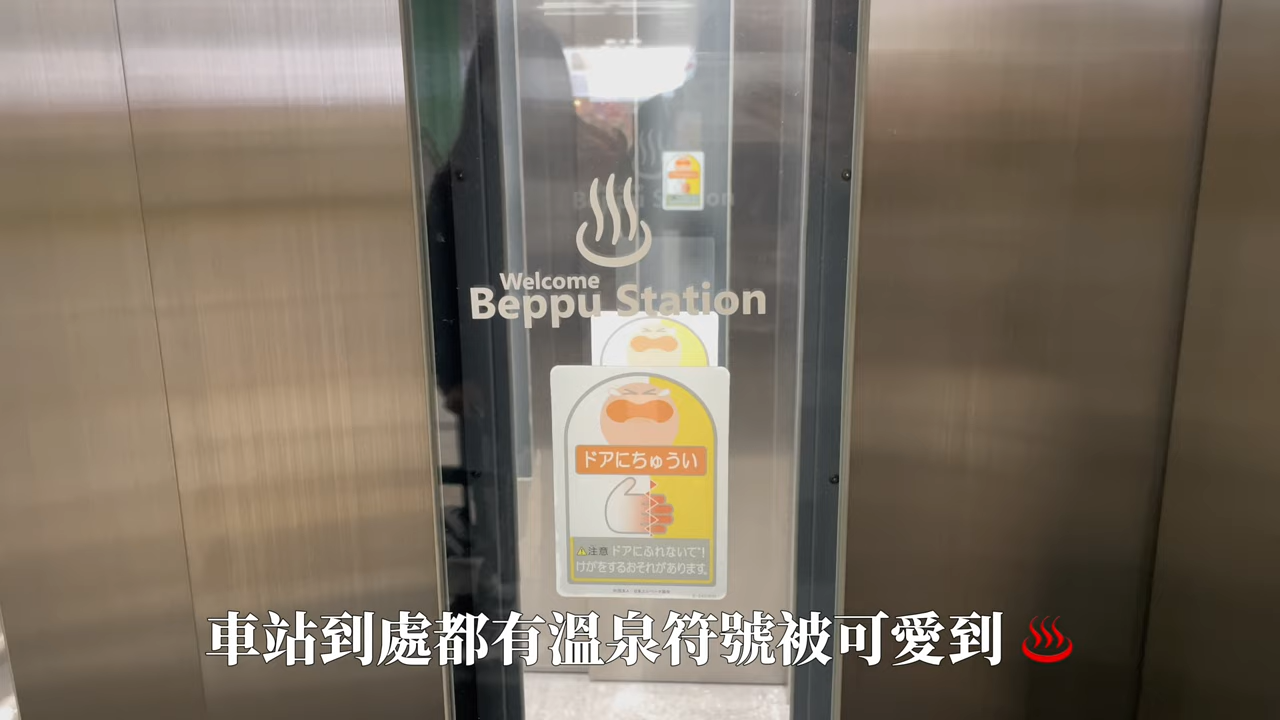 Welcome
Beppu Station
ドアにちゅうい
注意 ドアにふれないで!
けがをするおそれがあります。
車站到處都有溫泉符號被可愛到♨️